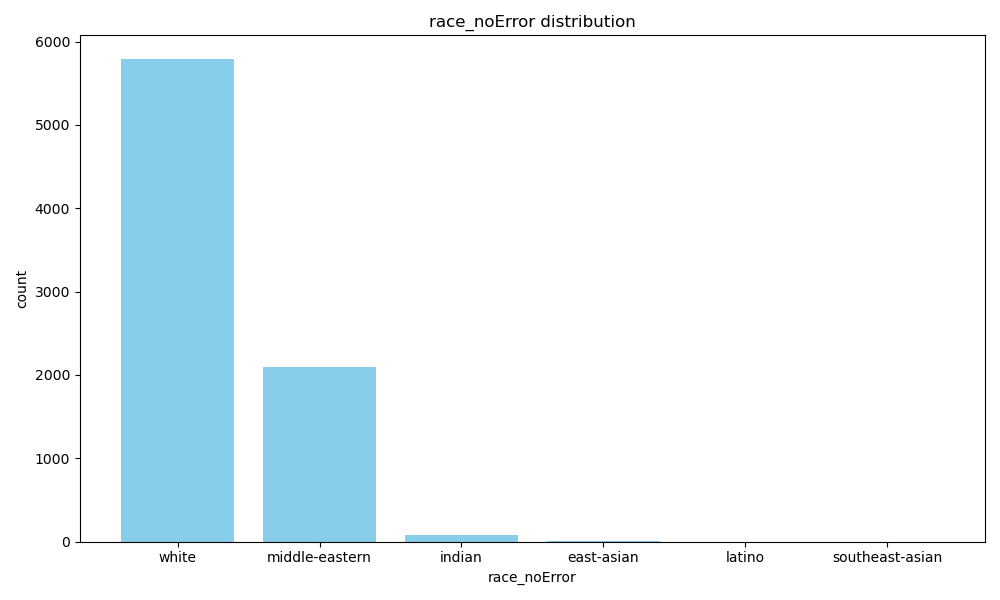 race_noError distribution
6000
5000
4000
3000
2000
1000
0
count
white middle-eastern indian east-asian latino southeast-asian
race_noError